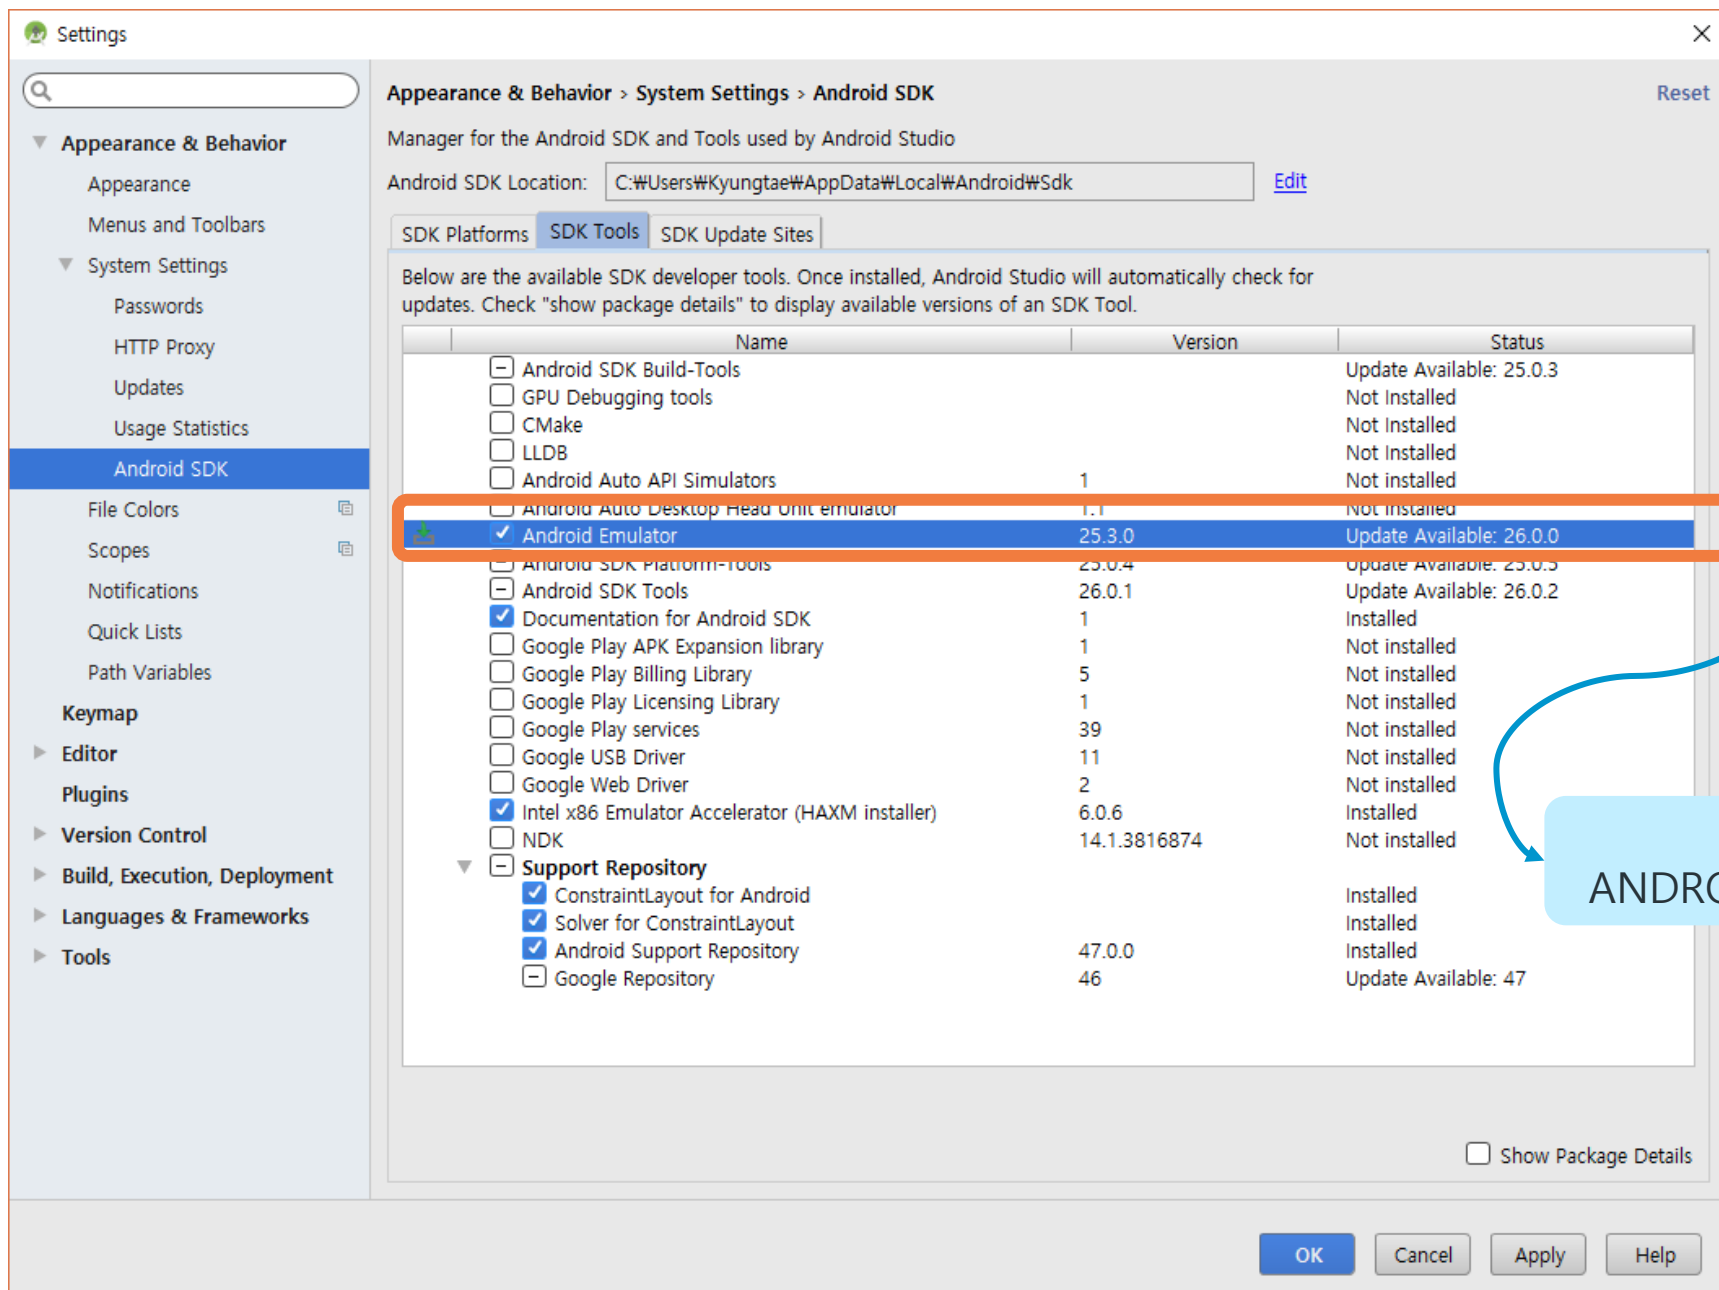 Settings
Appearance & Behavior › System Settings › Android SDK
Reset
Appearance & Behavior
Appearance
Menus and Toolbars
System Settings
Passwords
HTTP Proxy
Updates
Usage Statistics
Android SDK
File Colors
Scopes
Notifications
Quick Lists
Path Variables
Keymap
Editor
Plugins
Version Control
Build, Execution, Deployment
Languages & Frameworks
Tools
Manager for the Android SDK and Tools used by Android Studio
Android SDK Location: C:₩Users₩Kyungtae₩AppData₩Local₩Android₩Sdk Edit
SDK Platforms SDK Tools SDK Update Sites
Below are the available SDK developer tools. Once installed, Android Studio will automatically check for
updates. Check "show package details" to display available versions of an SDK Tool.
Name Version Status
Android SDK Build-Tools Update Available: 25.0.3
GPU Debugging tools Not Installed
CMake Not Installed
LLDB Not Installed
Android Auto API Simulators 1 Not installed
Android Auto Desktop Head Unit emulator 1.1 Not installed
Android Emulator 25.3.0 Update Available: 26.0.0
Android SDK Platform-Tools 25.0.4 Update Available: 25.0.5
Android SDK Tools 26.0.1 Update Available: 26.0.2
Documentation for Android SDK 1 Installed
Google Play APK Expansion library 1 Not installed
Google Play Billing Library 5 Not installed
Google Play Licensing Library 1 Not installed
Google Play services 39 Not installed
Google USB Driver 11 Not installed
Google Web Driver 2 Not installed
Intel x86 Emulator Accelerator (HAXM installer) 6.0.6 Installed
NDK 14.1.3816874 Not installed
Support Repository
ConstraintLayout for Android Installed
Solver for ConstraintLayout Installed
Android Support Repository 47.0.0 Installed
Google Repository 46 Update Available: 47
Show Package Details
OK Cancel Apply Help